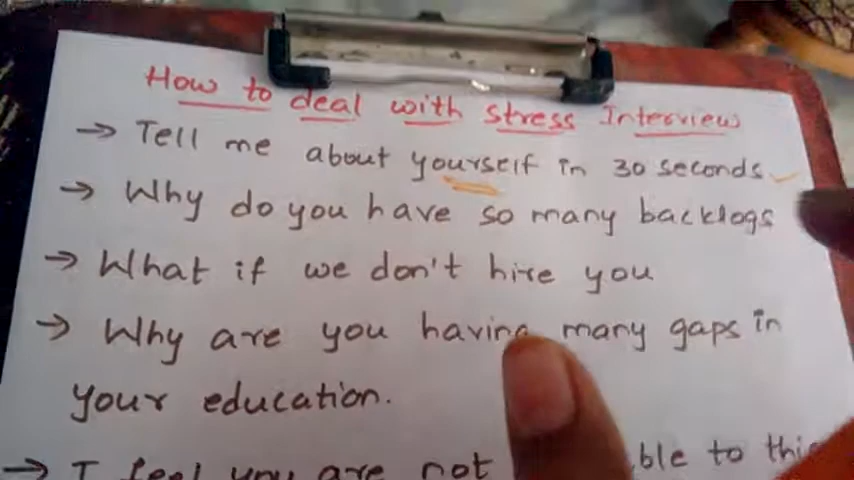 How to deal with stress Interview
→ Tell me about yourself in 30 seconds
→ Why do you have so many backlogs
→ What if we don't hire you
→ Why are you having many gaps in
your education.
→ I feel you are not to this